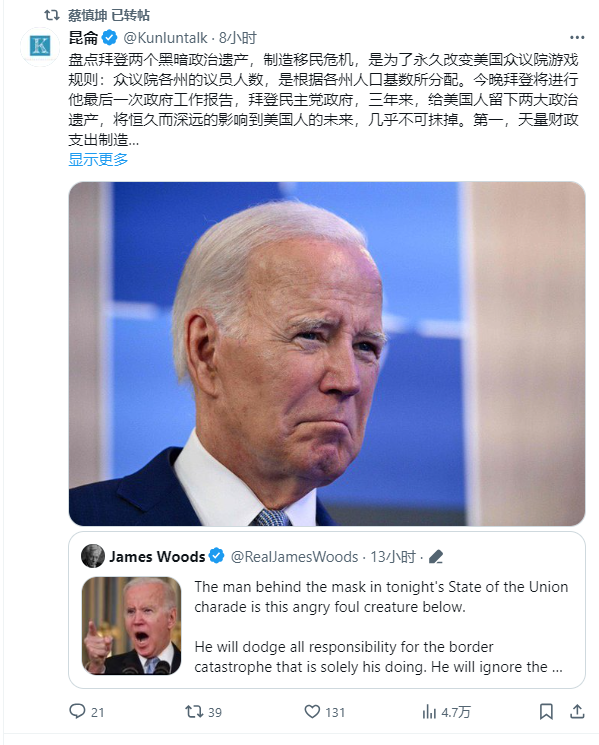 蔡慎坤 已转帖
昆侖 @Kunluntalk · 8小时
盘点拜登两个黑暗政治遗产，制造移民危机，是为了永久改变美国众议院游戏
规则：众议院各州的议员人数，是根据各州人口基数所分配。今晚拜登将进行
他最后一次政府工作报告，拜登民主党政府，三年来，给美国人留下两大政治
遗产，将恒久而深远的影响到美国人的未来，几乎不可抹掉。第一，天量财政
支出制造...
显示更多
James Woods @RealJamesWoods · 13小时 ·
The man behind the mask in tonight's State of the Union
charade is this angry foul creature below.
He will dodge all responsibility for the border
catastrophe that is solely his doing. He will ignore the ...
21 39 131 4.7万